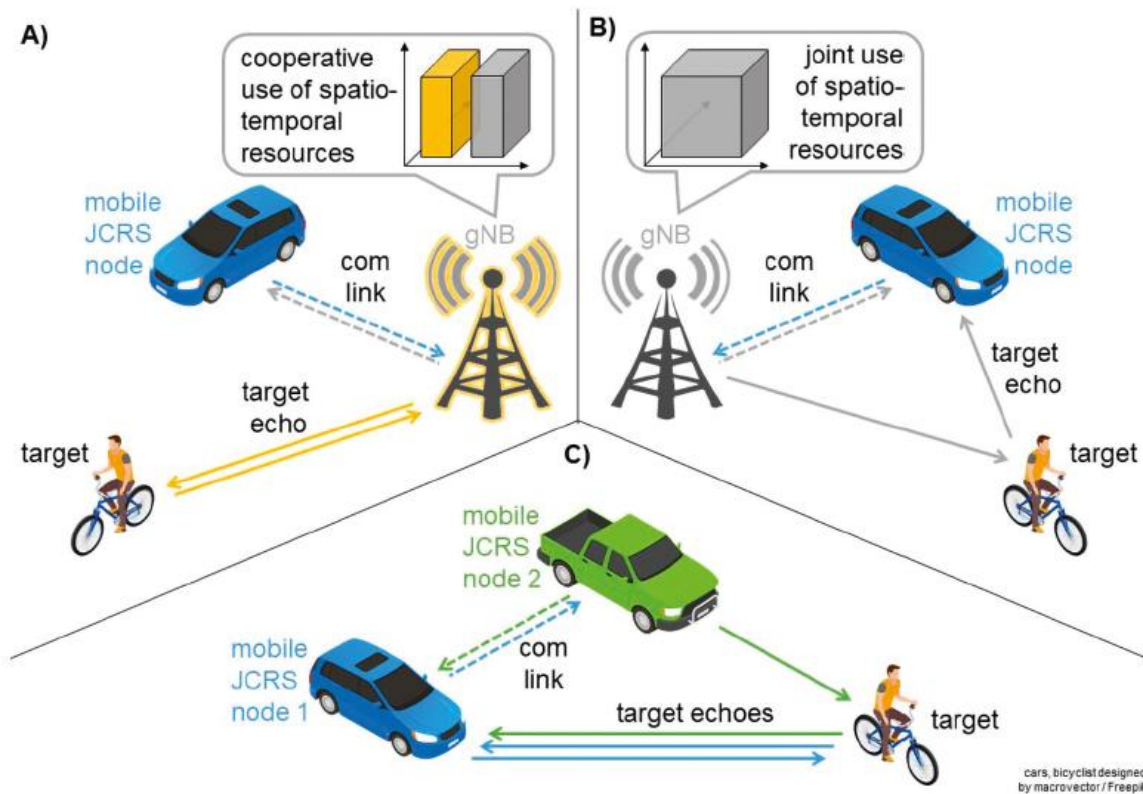 A)
cooperative
use of spatio-
temporal
resources
mobile
JCRS
node
gNB
com
link
target
echo
target
B)
joint use
of spatio-
temporal
resources
gNB
mobile
JCRS
node
com
link
target
echo
target
C)
mobile
JCRS
node 2
mobile
JCRS
node 1
com
link
target echoes
target
cars, bicyclist designed
by macrovector / Freepik